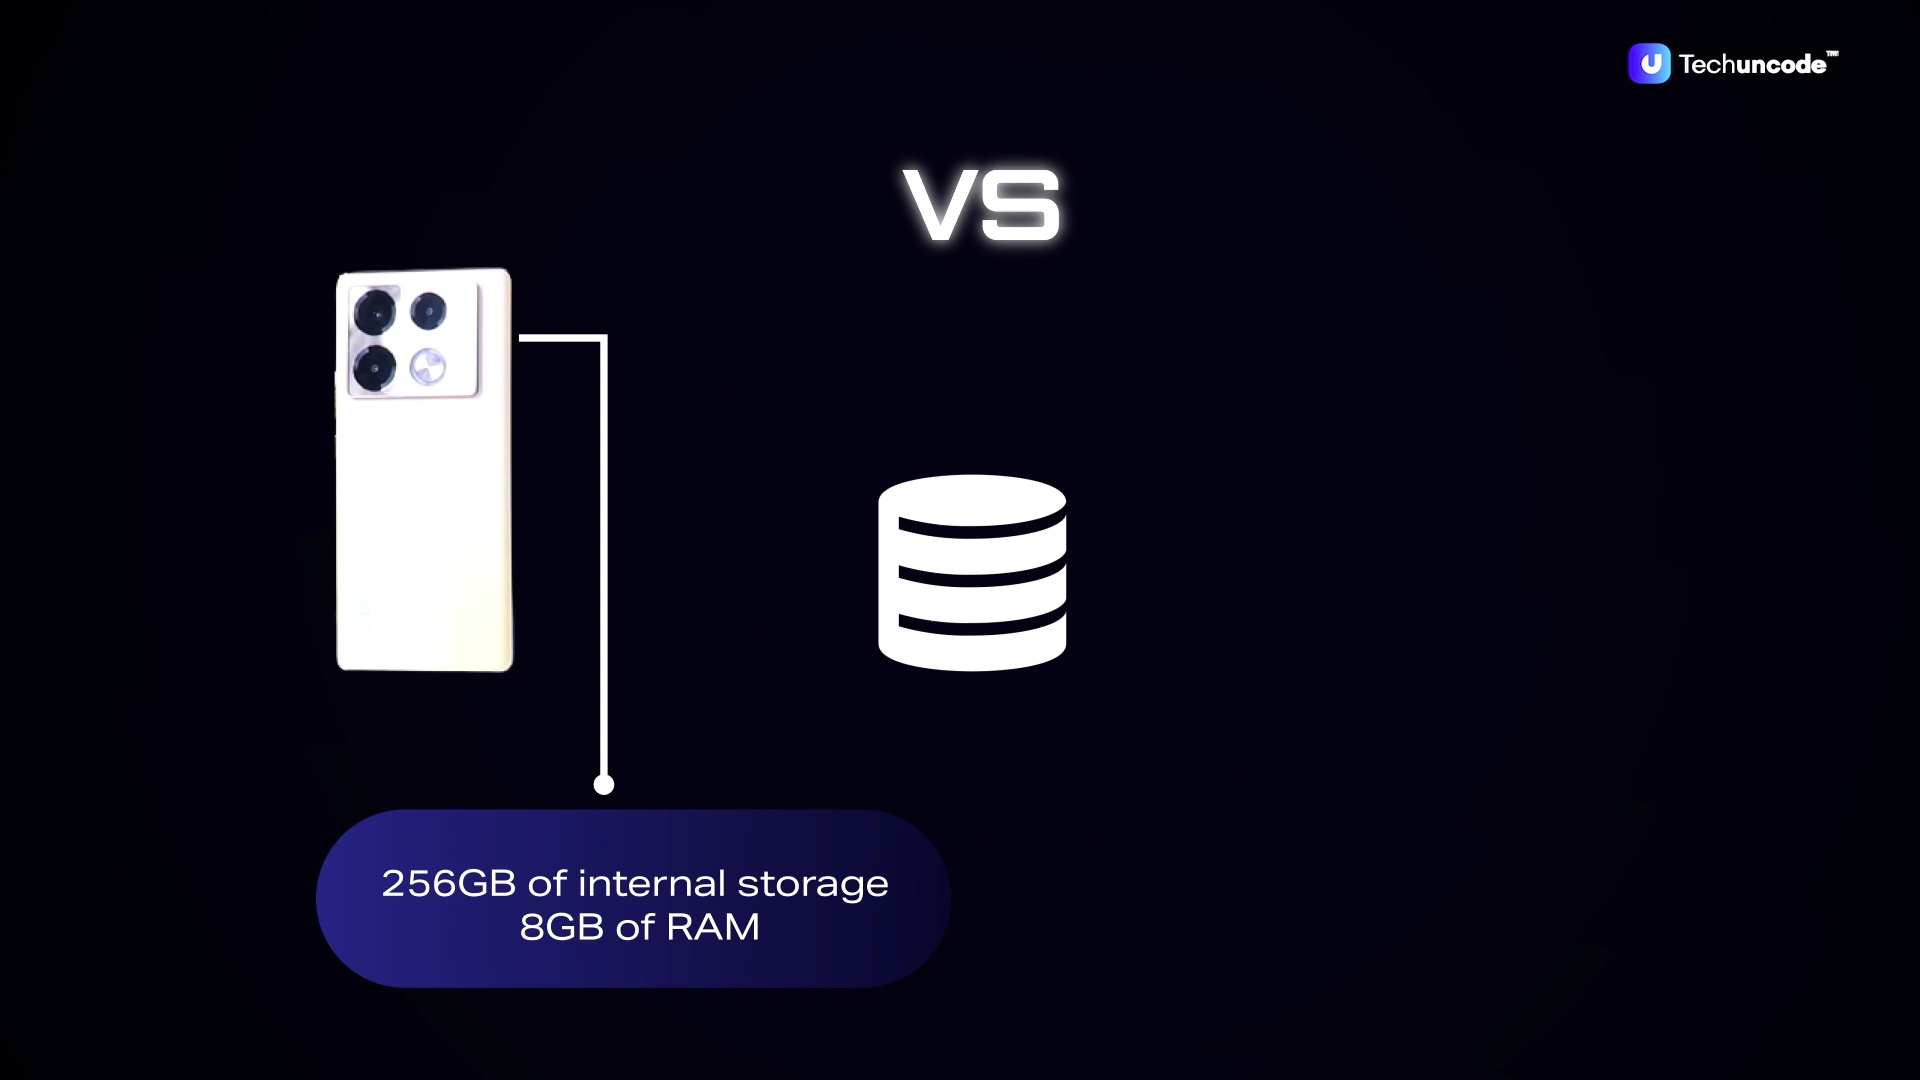 Techuncode™
VS
256GB of internal storage
8GB of RAM